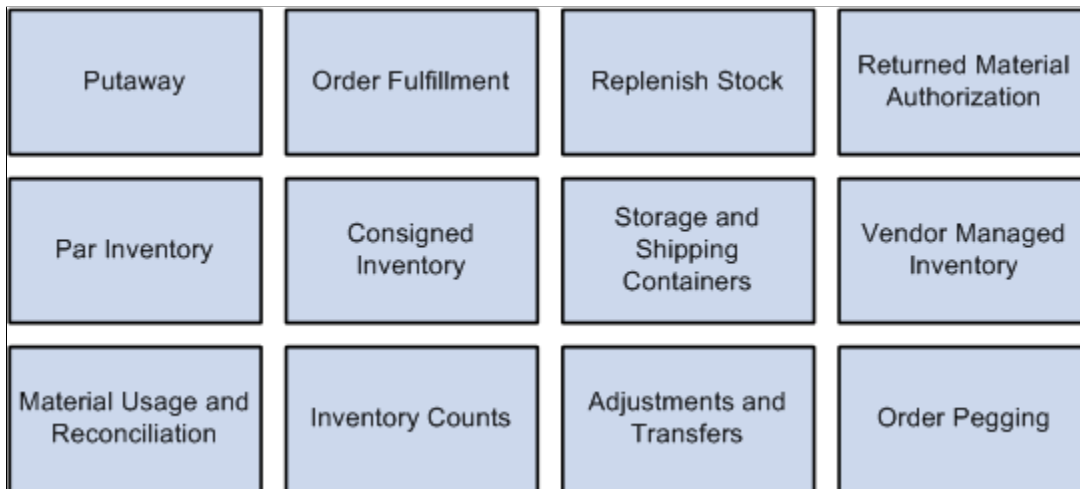 Putaway
Order Fulfillment
Replenish Stock
Returned Material
Authorization
Par Inventory
Consigned
Inventory
Storage and
Shipping
Containers
Vendor Managed
Inventory
Material Usage and
Reconciliation
Inventory Counts
Adjustments and
Transfers
Order Pegging